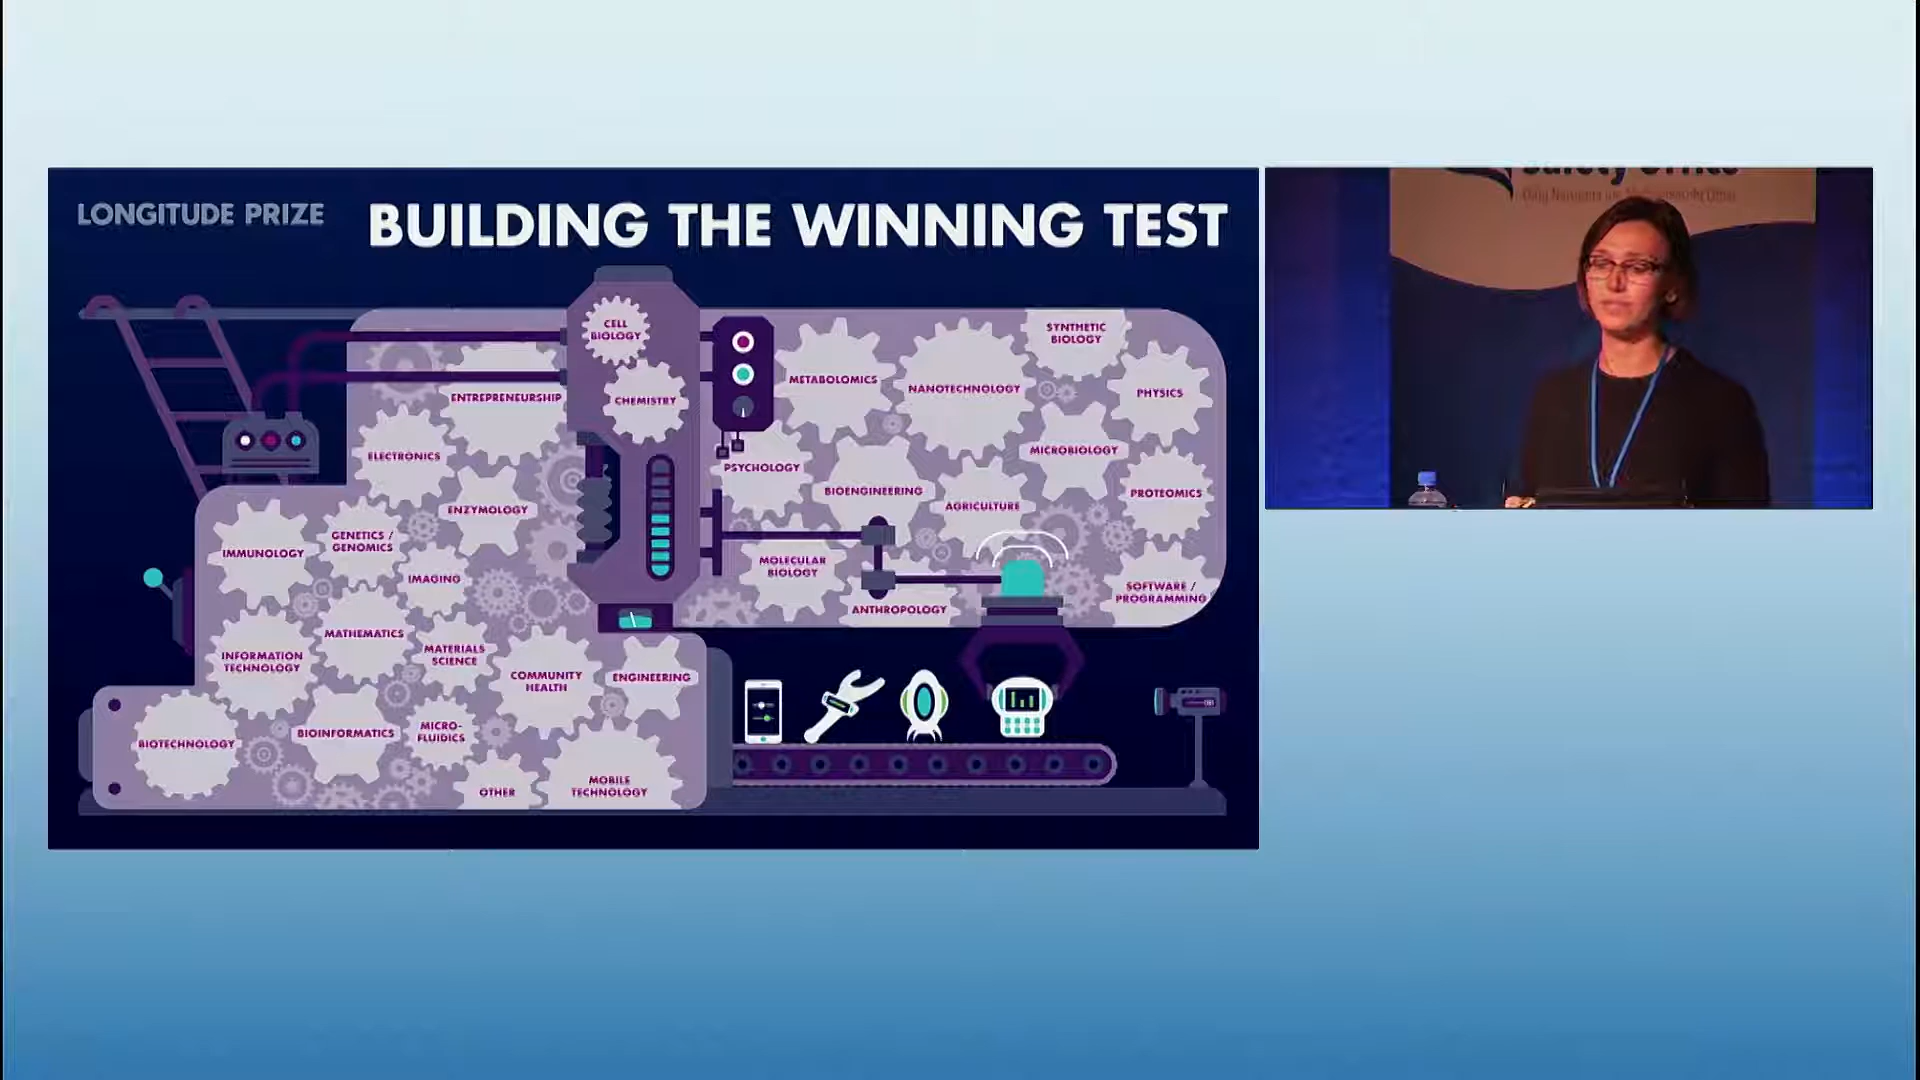 LONGITUDE PRIZE
BUILDING THE WINNING TEST
CELL
BIOLOGY
CHEMISTRY
ENTREPRENEURSHIP
ELECTRONICS
ENZYMOLOGY
IMMUNOLOGY
GENETICS /
GENOMICS
IMAGING
MATHEMATICS
INFORMATION
TECHNOLOGY
MATERIALS
SCIENCE
COMMUNITY
HEALTH
ENGINEERING
BIOTECHNOLOGY
BIOINFORMATICS
MICRO-
FLUIDICS
OTHER
MOBILE
TECHNOLOGY
METABOLOMICS
NANOTECHNOLOGY
SYNTHETIC
BIOLOGY
PHYSICS
PSYCHOLOGY
BIOENGINEERING
MICROBIOLOGY
AGRICULTURE
PROTEOMICS
MOLECULAR
BIOLOGY
ANTHROPOLOGY
SOFTWARE /
PROGRAMMING
Safety Office